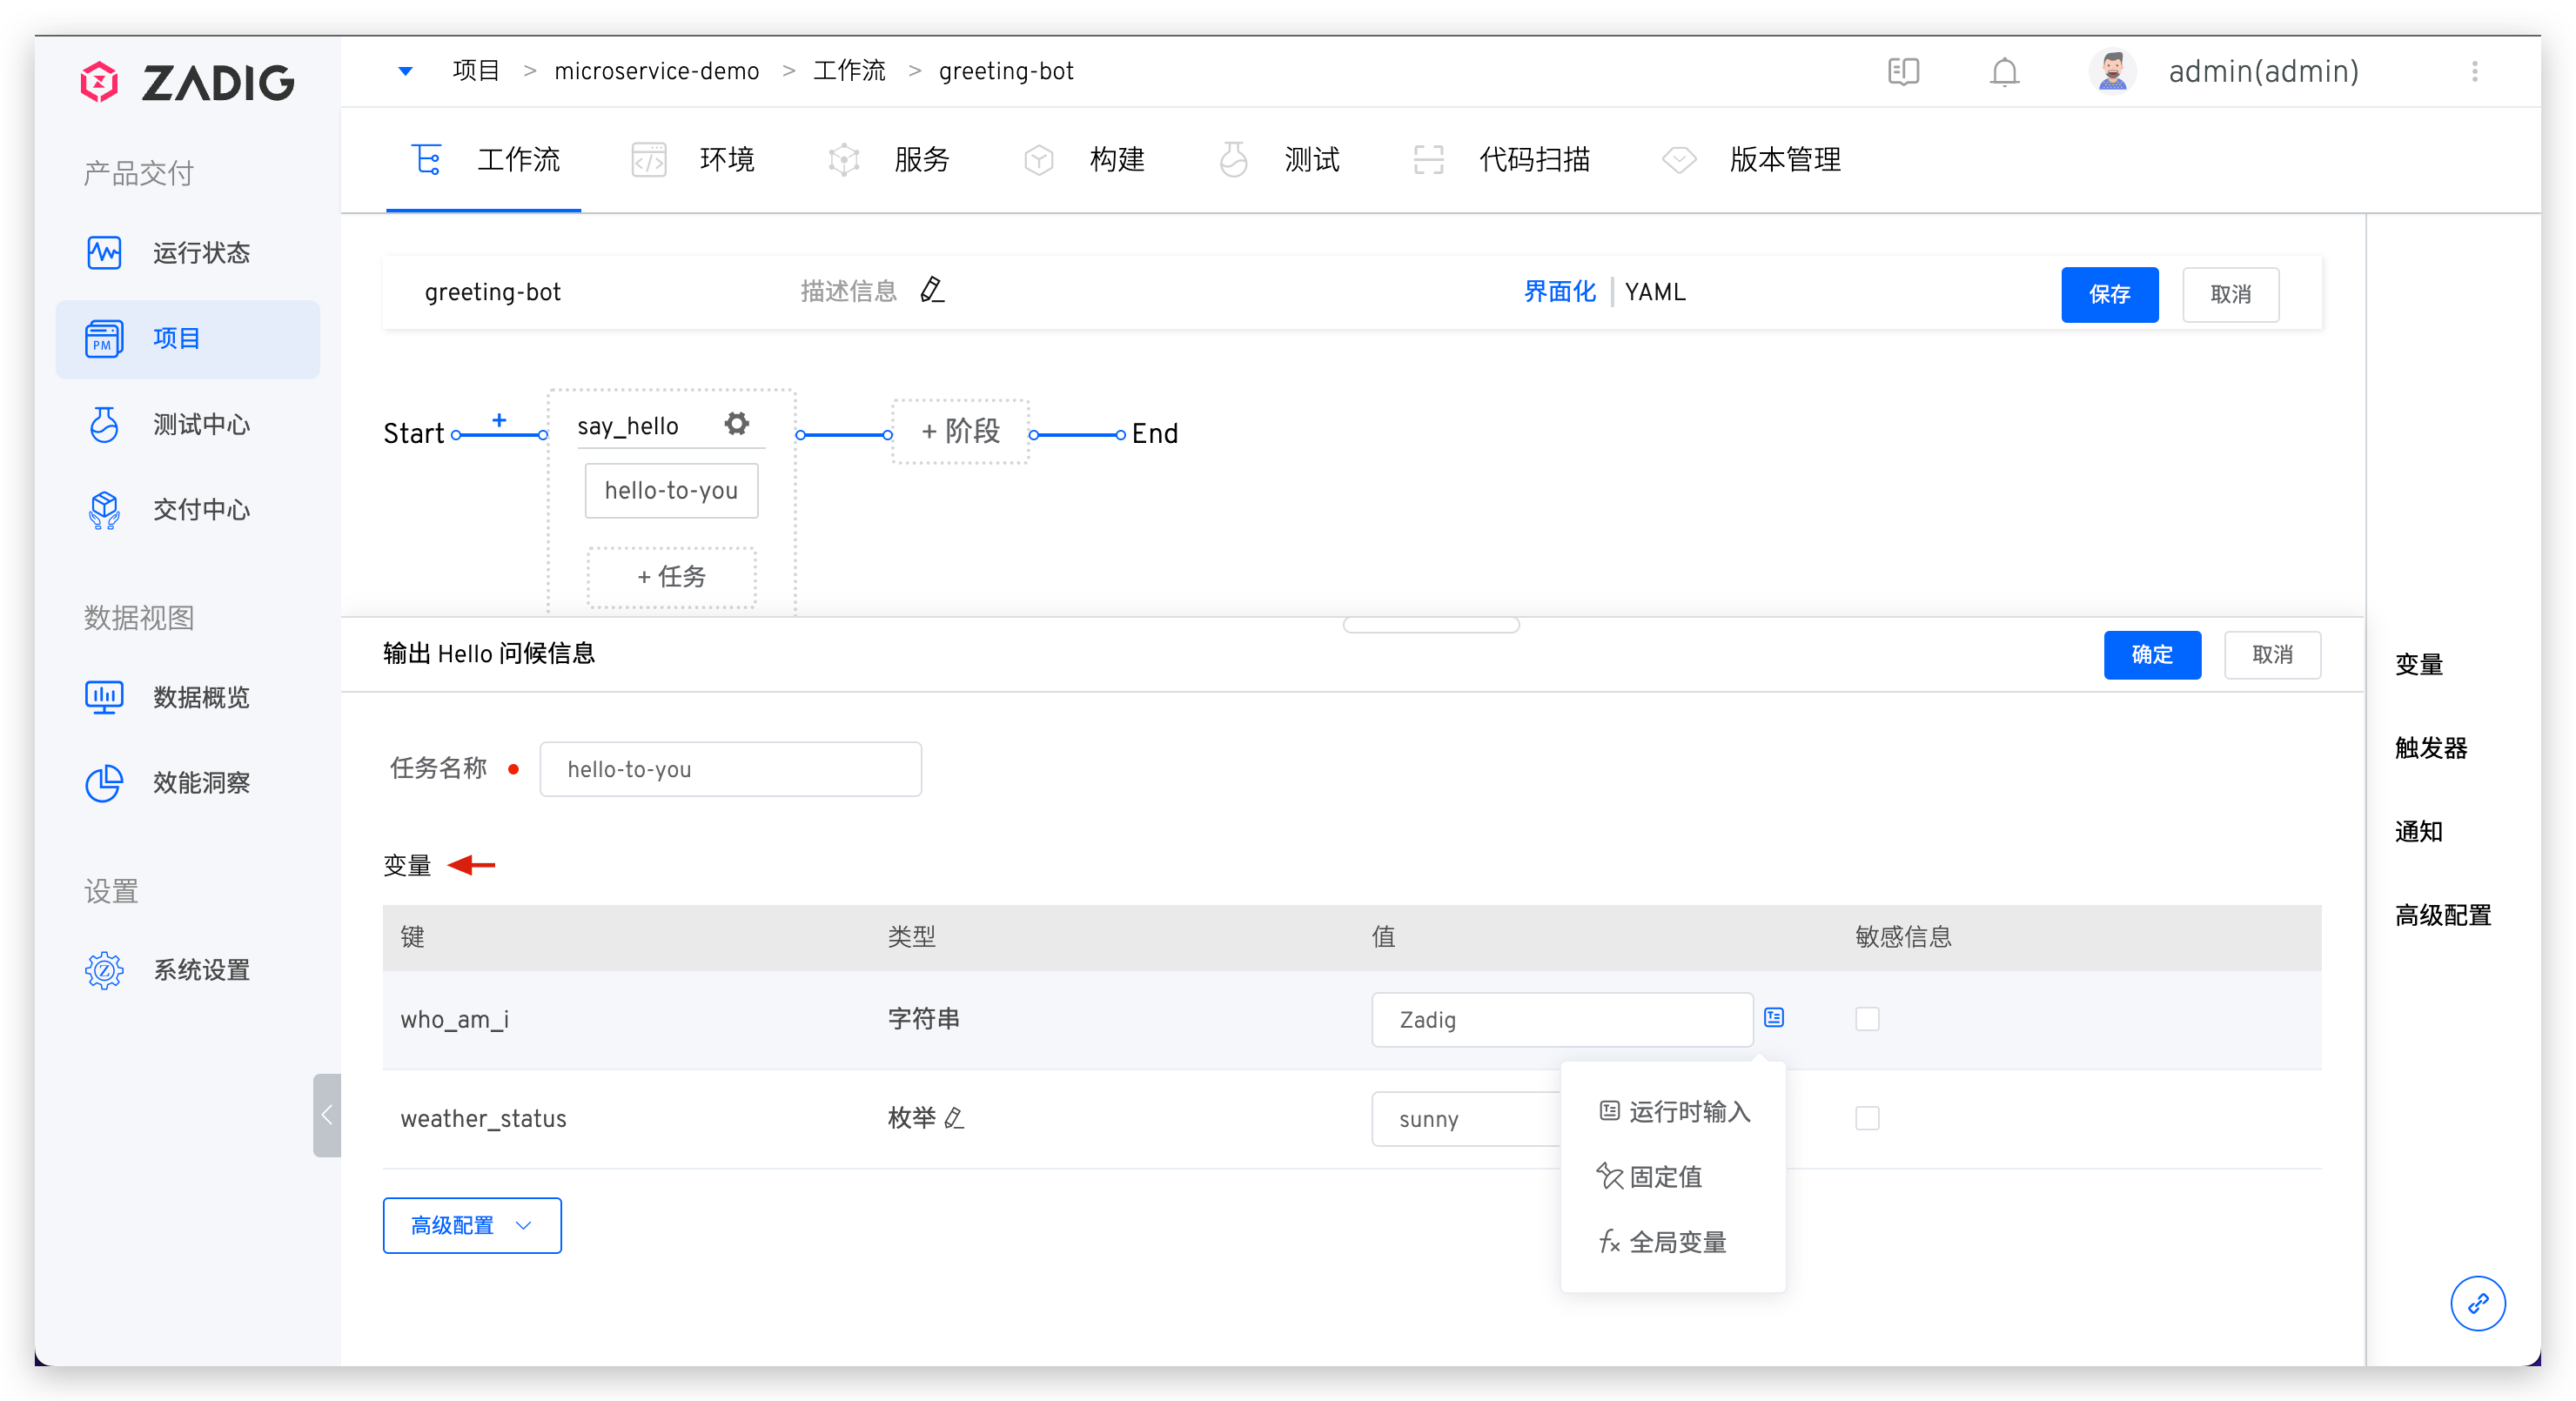 ZADIG
产品交付
运行状态
PM
项目
测试中心
交付中心
数据视图
数据概览
效能洞察
设置
系统设置
项目 > microservice-demo > 工作流 > greeting-bot
admin(admin)
工作流 环境 服务 构建 测试 代码扫描 版本管理
greeting-bot 描述信息 界面化 YAML 保存 取消
Start + say_hello + 阶段 End
hello-to-you
+ 任务
输出 Hello 问候信息 确定 取消
任务名称 hello-to-you
变量
键 类型 值 敏感信息
who_am_i 字符串 Zadig
weather_status 枚举 sunny
运行时输入
固定值
fx 全局变量
高级配置
变量
触发器
通知
高级配置